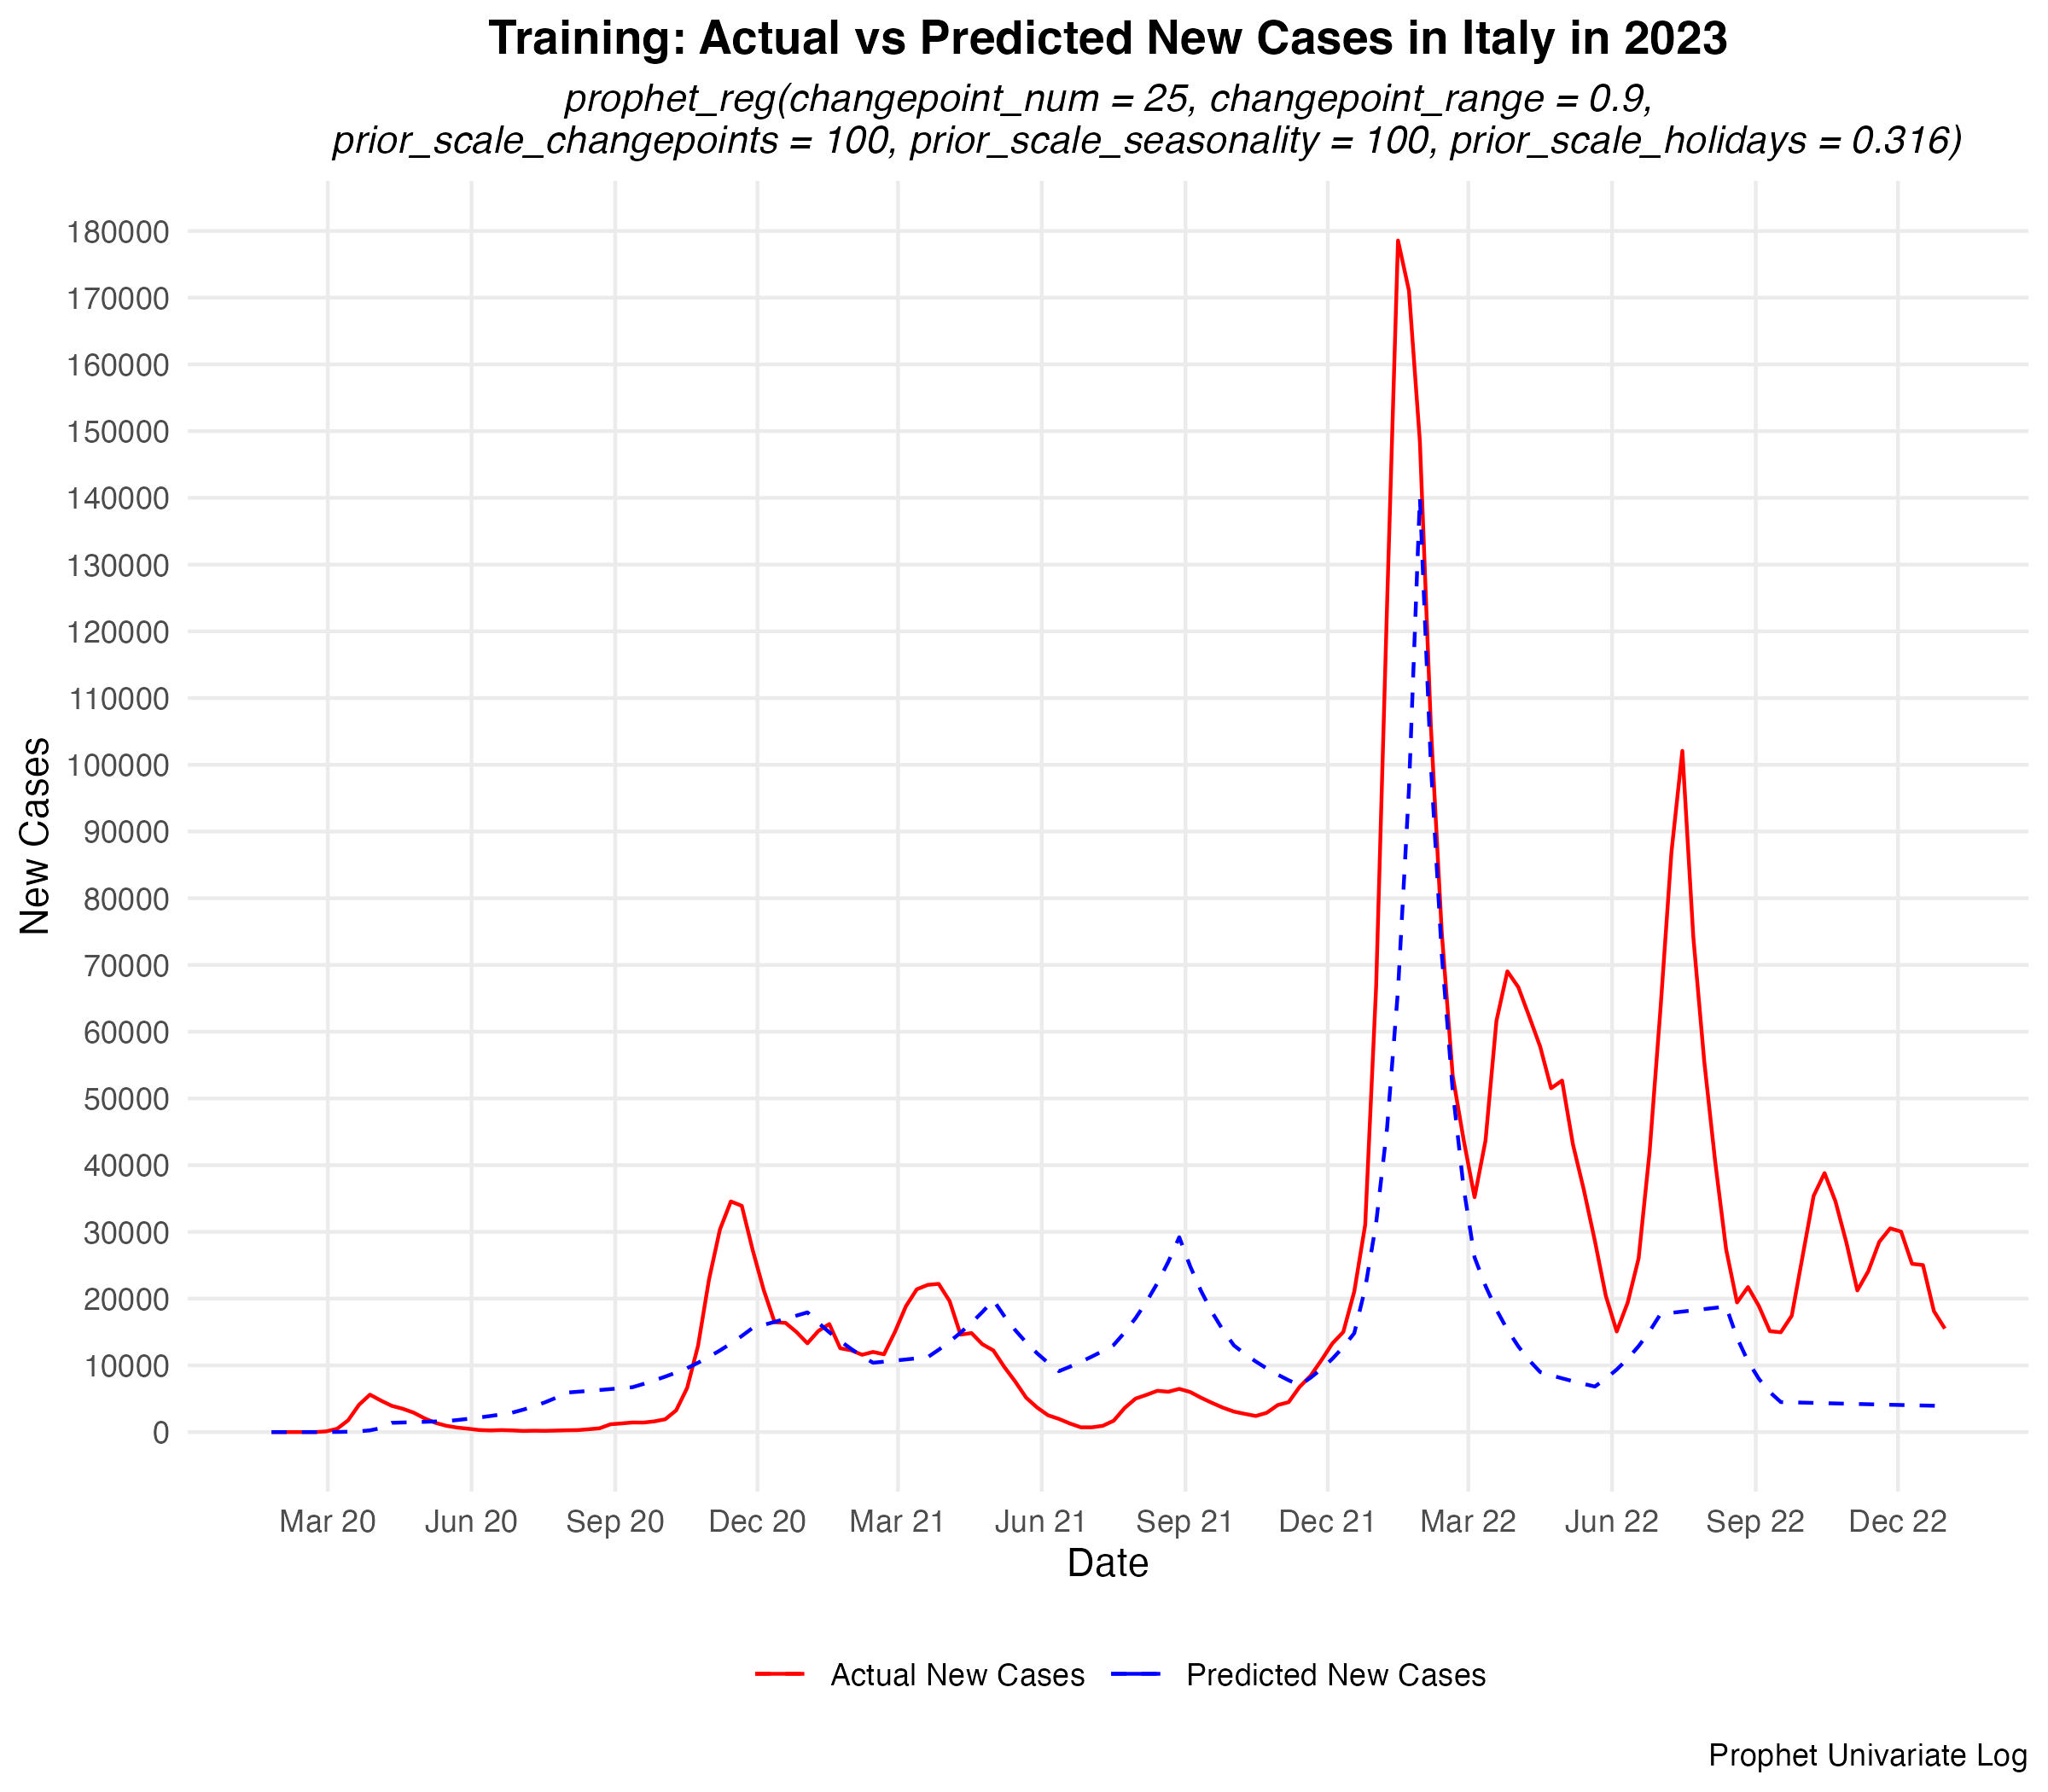 Training: Actual vs Predicted New Cases in Italy in 2023
prophet_reg(changepoint_num = 25, changepoint_range = 0.9,
prior_scale_changepoints = 100, prior_scale_seasonality = 100, prior_scale_holidays = 0.316)
New Cases
180000
170000
160000
150000
140000
130000
120000
110000
100000
90000
80000
70000
60000
50000
40000
30000
20000
10000
0
Mar 20 Jun 20 Sep 20 Dec 20 Mar 21 Jun 21 Sep 21 Dec 21 Mar 22 Jun 22 Sep 22 Dec 22
Date
Actual New Cases Predicted New Cases
Prophet Univariate Log